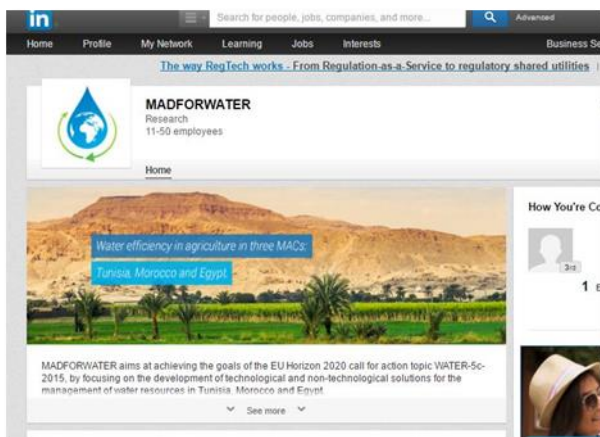 in
Search for people, jobs, companies, and more...
Advanced
Home Profile My Network Learning Jobs Interests Business Se
The way RegTech works - From Regulation-as-a-Service to regulatory shared utilities
MADFORWATER
Research
11-50 employees
Home
How You're Co
Water efficiency in agriculture in three MACs:
Tunisia, Morocco and Egypt.
3rd
1
MADFORWATER aims at achieving the goals of the EU Horizon 2020 call for action topic WATER-5c-
2015, by focusing on the development of technological and non-technological solutions for the
management of water resources in Tunisia, Morocco and Egypt.
See more